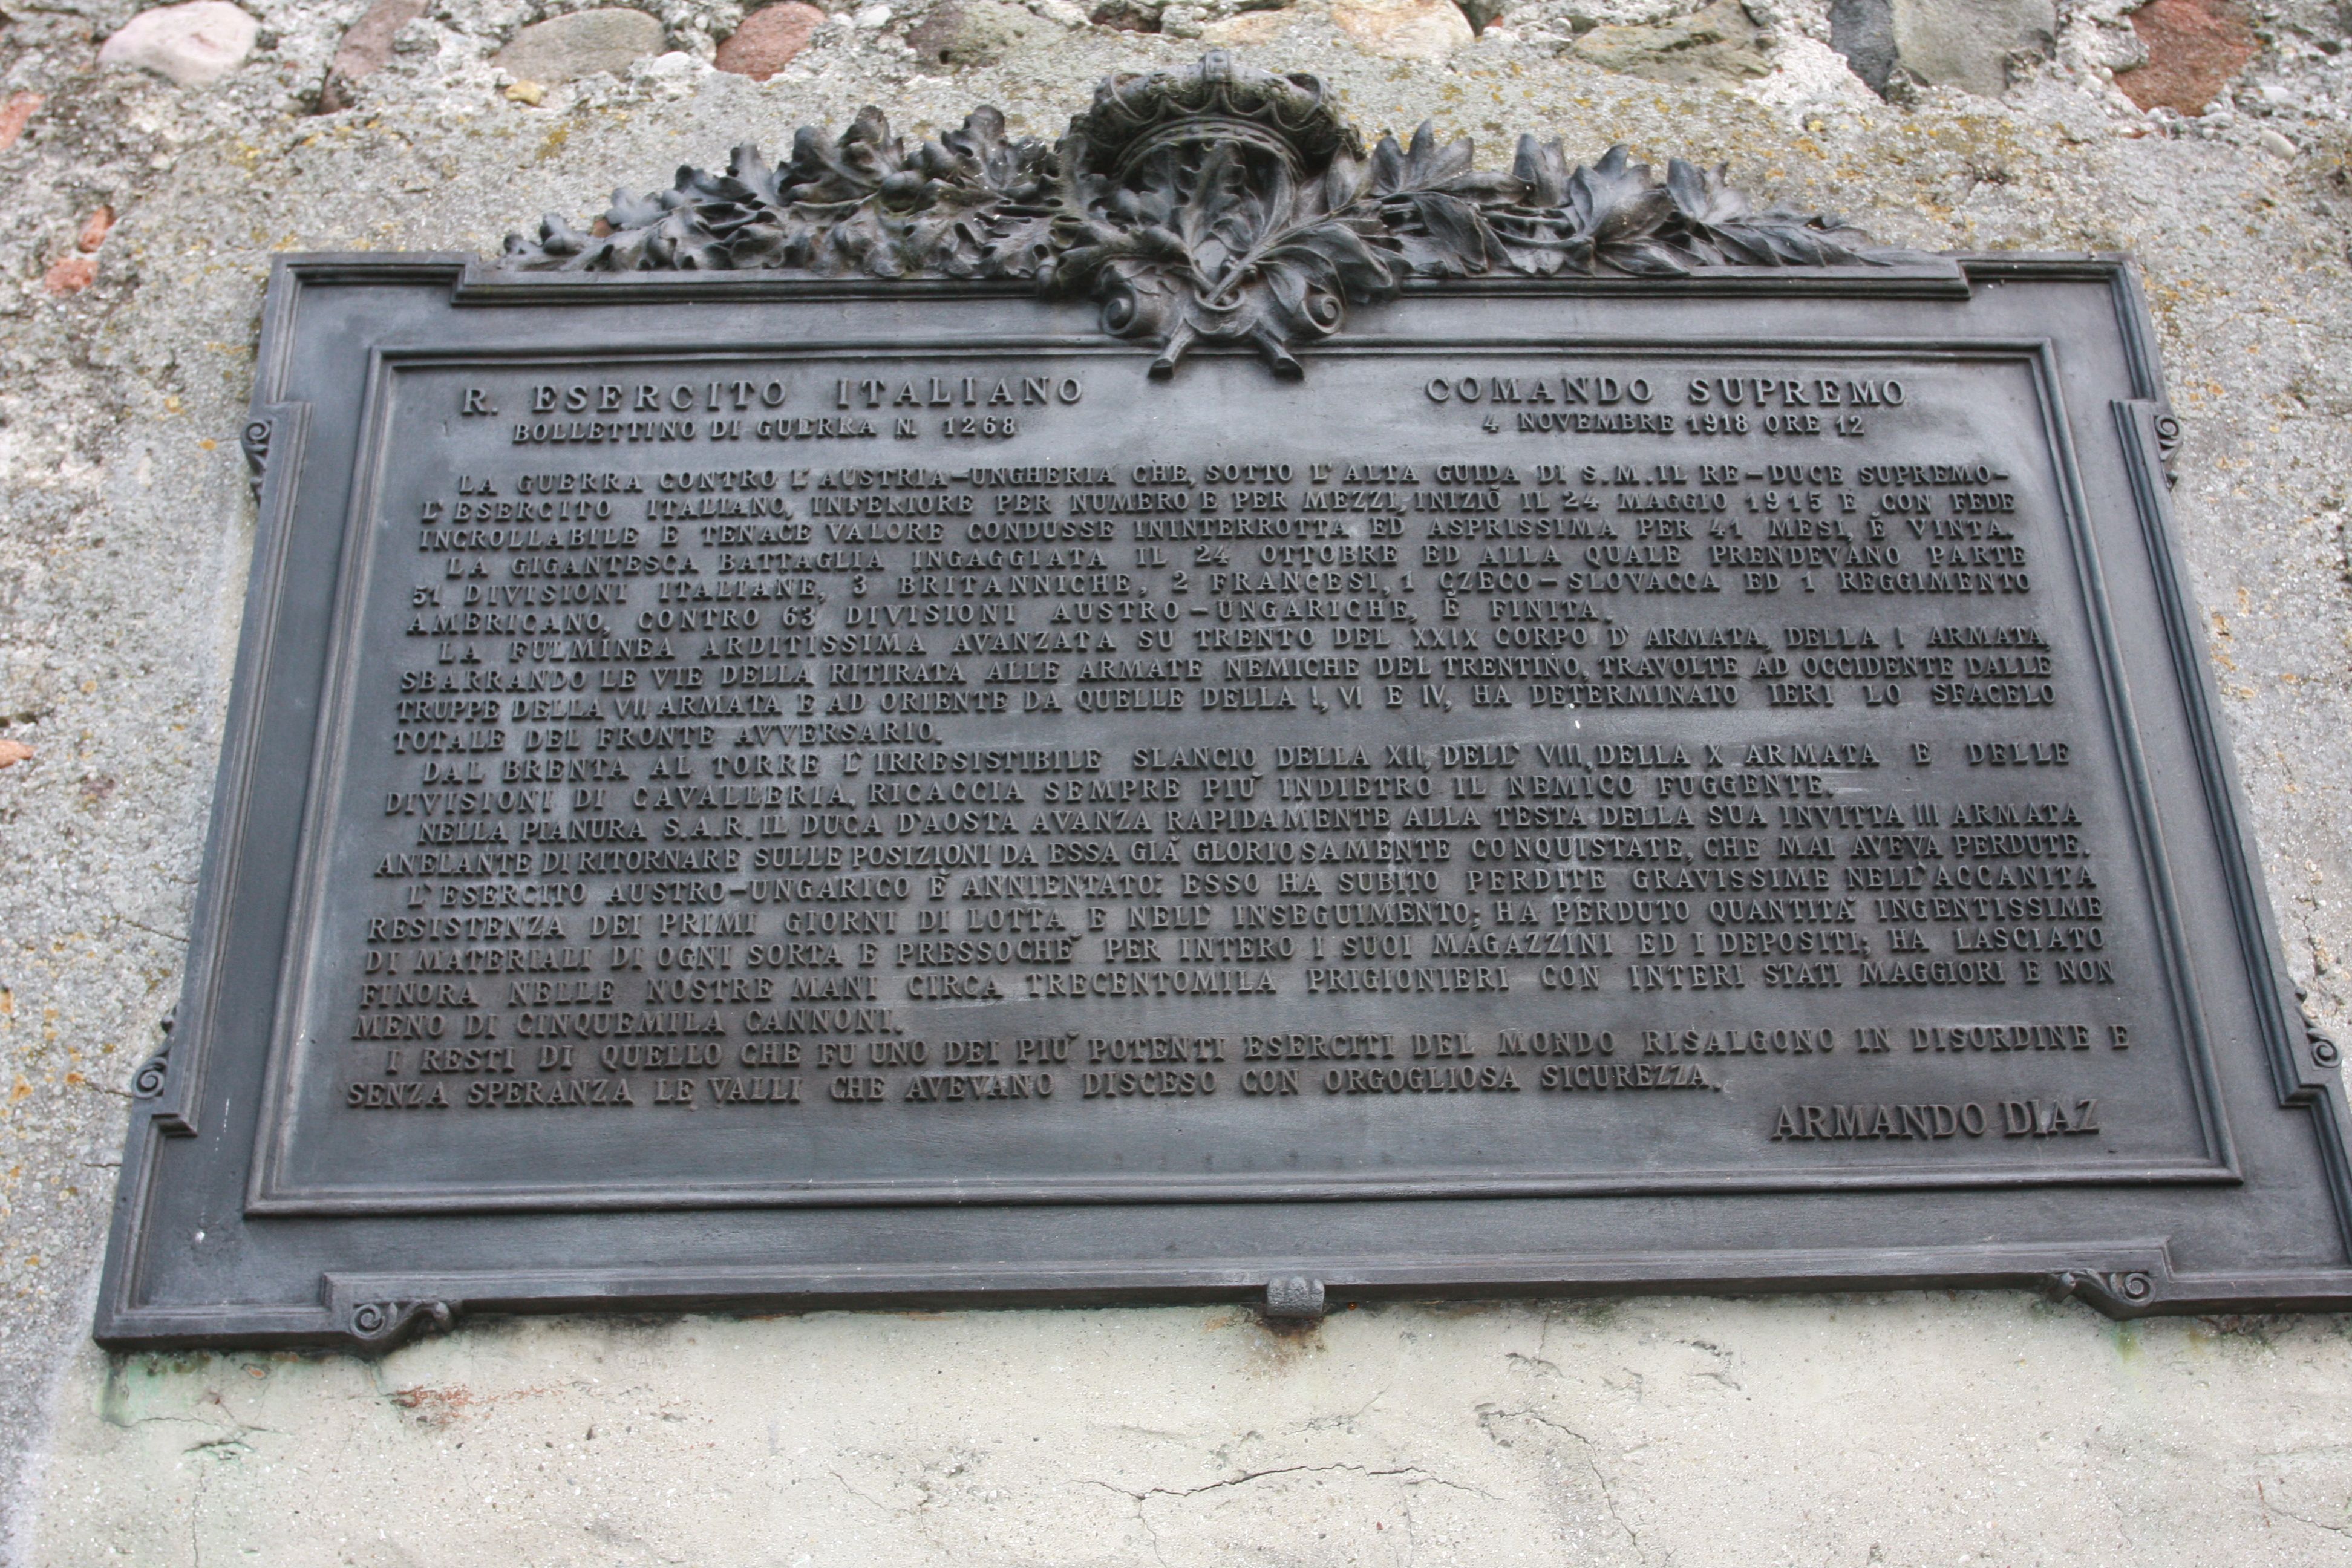 R. ESERCITO ITALIANO
BOLLETTINO DI GUERRA N. 1268
COMANDO SUPREMO
4 NOVEMBRE 1918 ORE 12
LA GUERRA CONTRO L'AUSTRIA-UNGHERIA CHE, SOTTO L'ALTA GUIDA DI S.M. IL RE-DUCE SUPREMO-
L'ESERCITO ITALIANO, INFERIORE PER NUMERO E PER MEZZI, INIZIÒ IL 24 MAGGIO 1915 E CON FEDE
INCROLLABILE E TENACE VALORE CONDUSSE ININTERROTTA ED ASPRISSIMA PER 41 MESI, È VINTA.
LA GIGANTESCA BATTAGLIA INGAGGIATA IL 24 OTTOBRE ED ALLA QUALE PRENDEVANO PARTE
51 DIVISIONI ITALIANE, 3 BRITANNICHE, 2 FRANCESI, 1 CZECO-SLOVACCA ED 1 REGGIMENTO
AMERICANO, CONTRO 63 DIVISIONI AUSTRO-UNGARICHE, È FINITA.
LA FULMINEA ARDITISSIMA AVANZATA SU TRENTO DEL XXIX CORPO D'ARMATA, DELLA I ARMATA
SBARRANDO LE VIE DELLA RITIRATA ALLE ARMATE NEMICHE DEL TRENTINO, TRAVOLTE AD OCCIDENTE DALLE
TRUPPE DELLA VII ARMATA E AD ORIENTE DA QUELLE DELLA I, VI E IV, HA DETERMINATO IERI LO SFACELO
TOTALE DEL FRONTE AVVERSARIO.
DAL BRENTA AL TORRE L'IRRESISTIBILE SLANCIO DELLA XII, DELL' VIII, DELLA X ARMATA E DELLE
DIVISIONI DI CAVALLERIA, RICACCIA SEMPRE PIÙ INDIETRO IL NEMICO FUGGENTE.
NELLA PIANURA S.A.R. IL DUCA D'AOSTA AVANZA RAPIDAMENTE ALLA TESTA DELLA SUA INVITTA III ARMATA
ANELANTE DI RITORNARE SULLE POSIZIONI DA ESSA GIÀ GLORIOSAMENTE CONQUISTATE, CHE MAI AVEVA PERDUTE.
L'ESERCITO AUSTRO-UNGARICO È ANNIENTATO: ESSO HA SUBITO PERDITE GRAVISSIME NELL'ACCANITA
RESISTENZA DEI PRIMI GIORNI DI LOTTA E NELL' INSEGUIMENTO; HA PERDUTO QUANTITÀ INGENTISSIME
DI MATERIALI DI OGNI SORTA E PRESSOCHÈ PER INTERO I SUOI MAGAZZINI ED I DEPOSITI; HA LASCIATO
FINORA NELLE NOSTRE MANI CIRCA TRECENTOMILA PRIGIONIERI CON INTERI STATI MAGGIORI E NON
MENO DI CINQUEMILA CANNONI.
I RESTI DI QUELLO CHE FU UNO DEI PIÙ POTENTI ESERCITI DEL MONDO RISALGONO IN DISORDINE E
SENZA SPERANZA LE VALLI CHE AVEVANO DISCESO CON ORGOGLIOSA SICUREZZA.
ARMANDO DIAZ